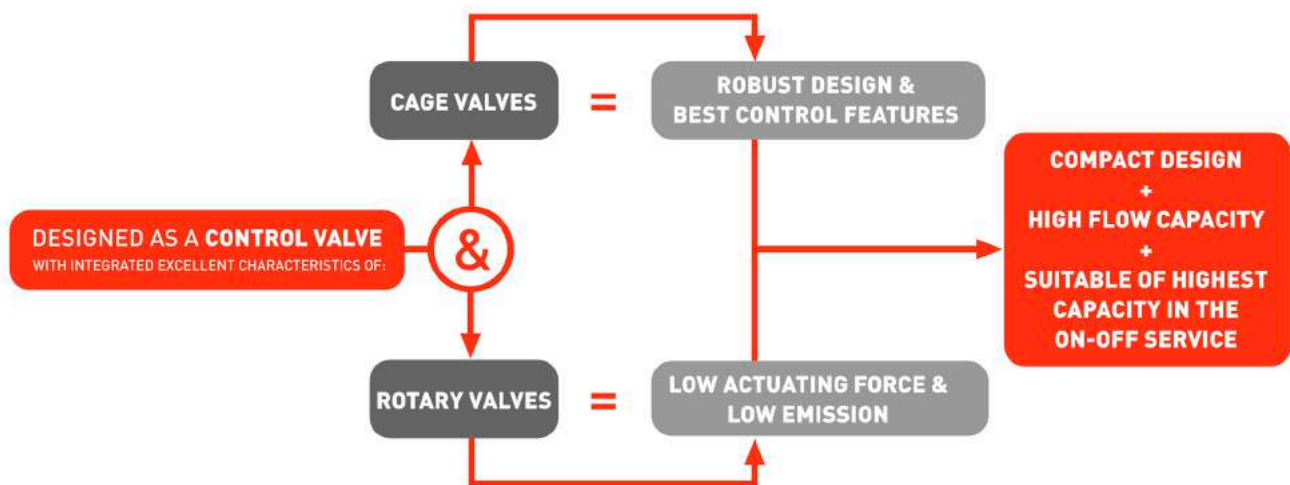 DESIGNED AS A CONTROL VALVE
WITH INTEGRATED EXCELLENT CHARACTERISTICS OF:
&
CAGE VALVES
=
ROBUST DESIGN &
BEST CONTROL FEATURES
ROTARY VALVES
=
LOW ACTUATING FORCE &
LOW EMISSION
COMPACT DESIGN
+
HIGH FLOW CAPACITY
+
SUITABLE OF HIGHEST
CAPACITY IN THE
ON-OFF SERVICE